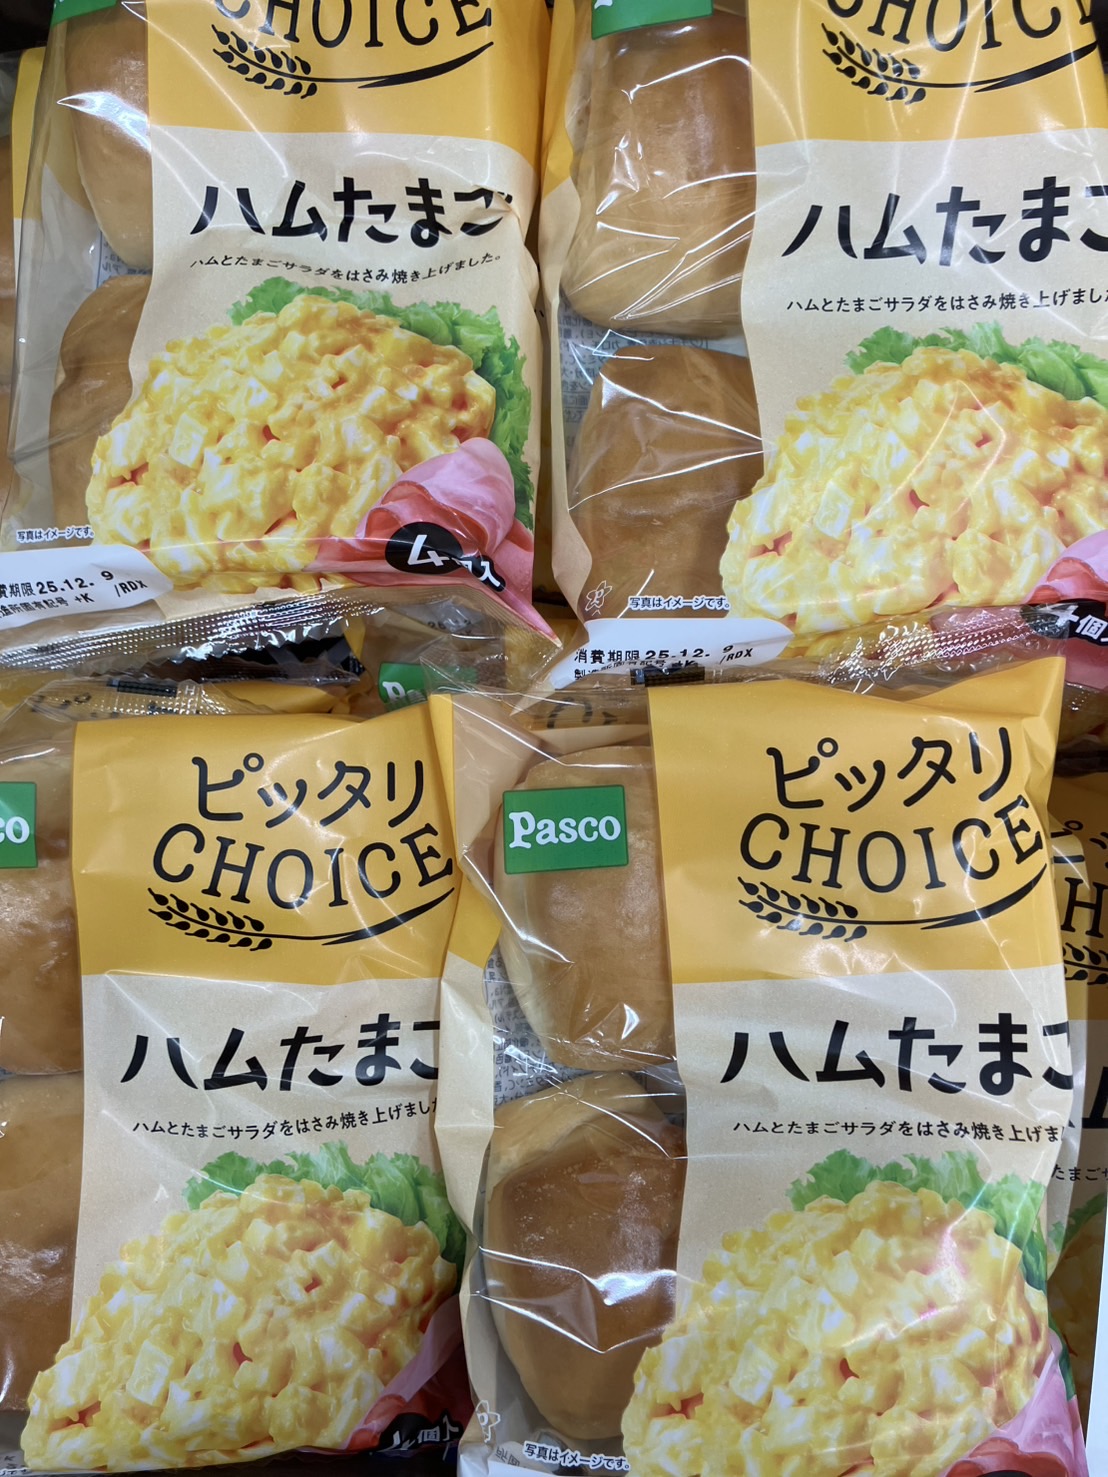 CHOICE
ハムたまご
ハムとたまごサラダをはさみ焼き上げました。
写真はイメージです。
4個入
費期限 25.12. 9
+K /RDX
CHOICE
ハムたまご
ハムとたまごサラダをはさみ焼き上げまし
写真はイメージです。
個
消費期限 25.12. 9
+K /RDX
ピッタリ
CHOICE
co
ハムたまご
ハムとたまごサラダをはさみ焼き上げまし
個
Pasco
ピッタリ
CHOICE
ハムたまご
ハムとたまごサラダをはさみ焼き上げま
写真はイメージです。